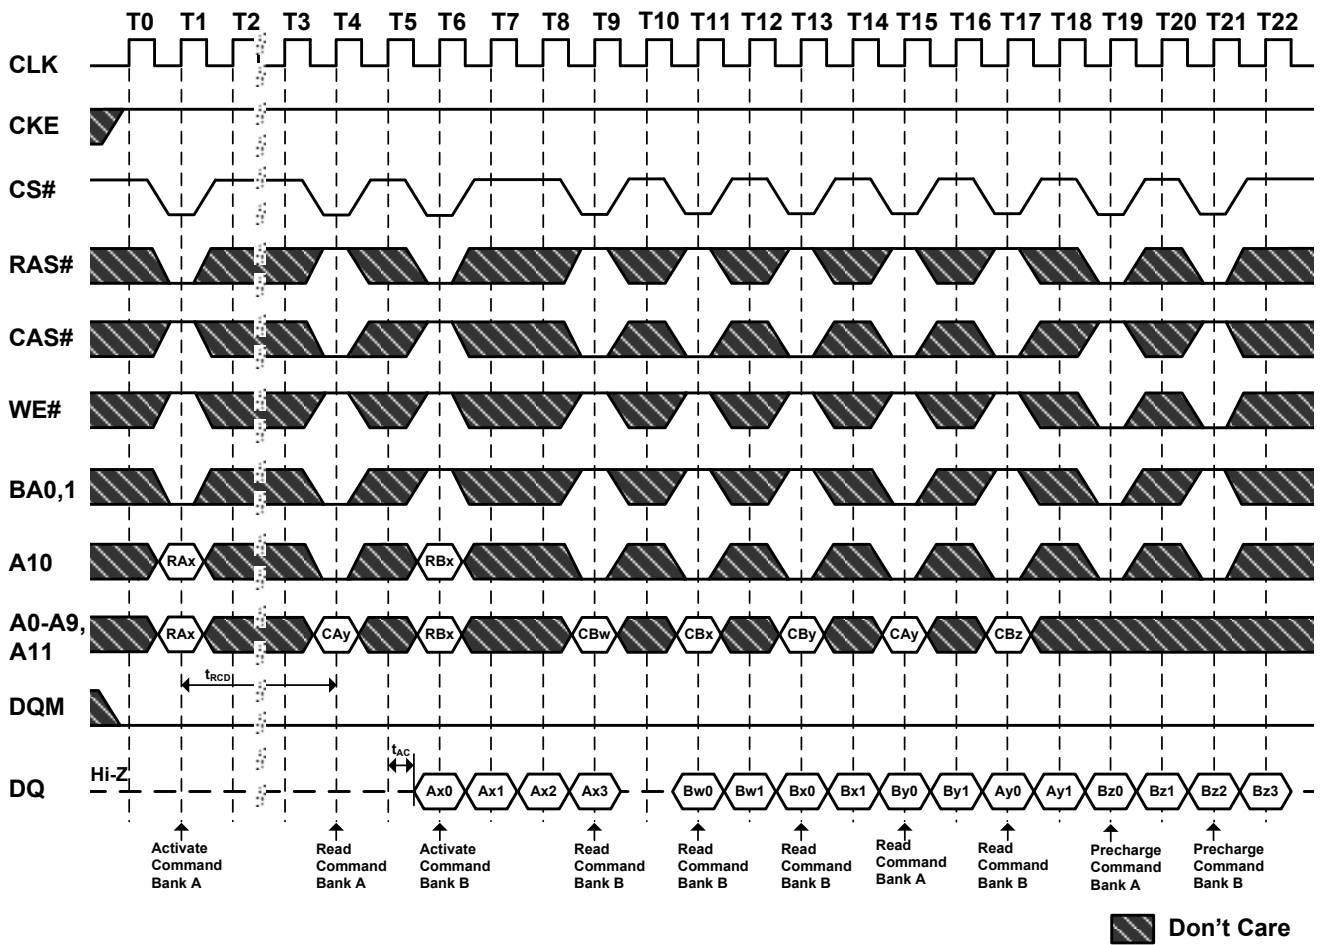 T0 T1 T2 T3 T4 T5 T6 T7 T8 T9 T10 T11 T12 T13 T14 T15 T16 T17 T18 T19 T20 T21 T22
CLK
CKE
CS#
RAS#
CAS#
WE#
BA0,1
A10
RAx RBx
A0-A9,
A11
RAx CAy RBx CBw CBx CBy CAy CBz
tRCD
DQM
tAC
Hi-Z
DQ
Ax0 Ax1 Ax2 Ax3 Bw0 Bw1 Bx0 Bx1 By0 By1 Ay0 Ay1 Bz0 Bz1 Bz2 Bz3
Activate
Command
Bank A
Read
Command
Bank A
Activate
Command
Bank B
Read
Command
Bank B
Read
Command
Bank B
Read
Command
Bank B
Read
Command
Bank A
Read
Command
Bank B
Precharge
Command
Bank A
Precharge
Command
Bank B
Don't Care